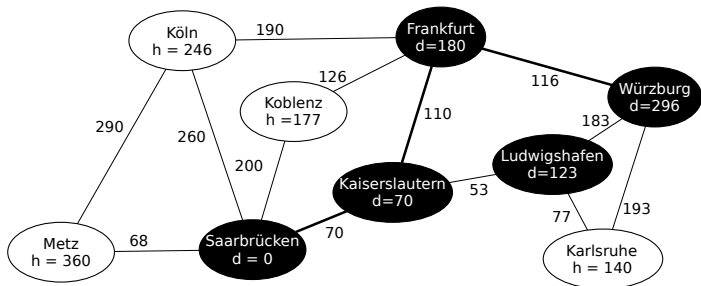 Köln
h = 246
190
Frankfurt
d=180
126
116
Würzburg
d=296
Koblenz
h =177
290
260
110
183
200
Ludwigshafen
d=123
Kaiserslautern
d=70
53
77
193
Metz
h = 360
68
Saarbrücken
d = 0
70
Karlsruhe
h = 140